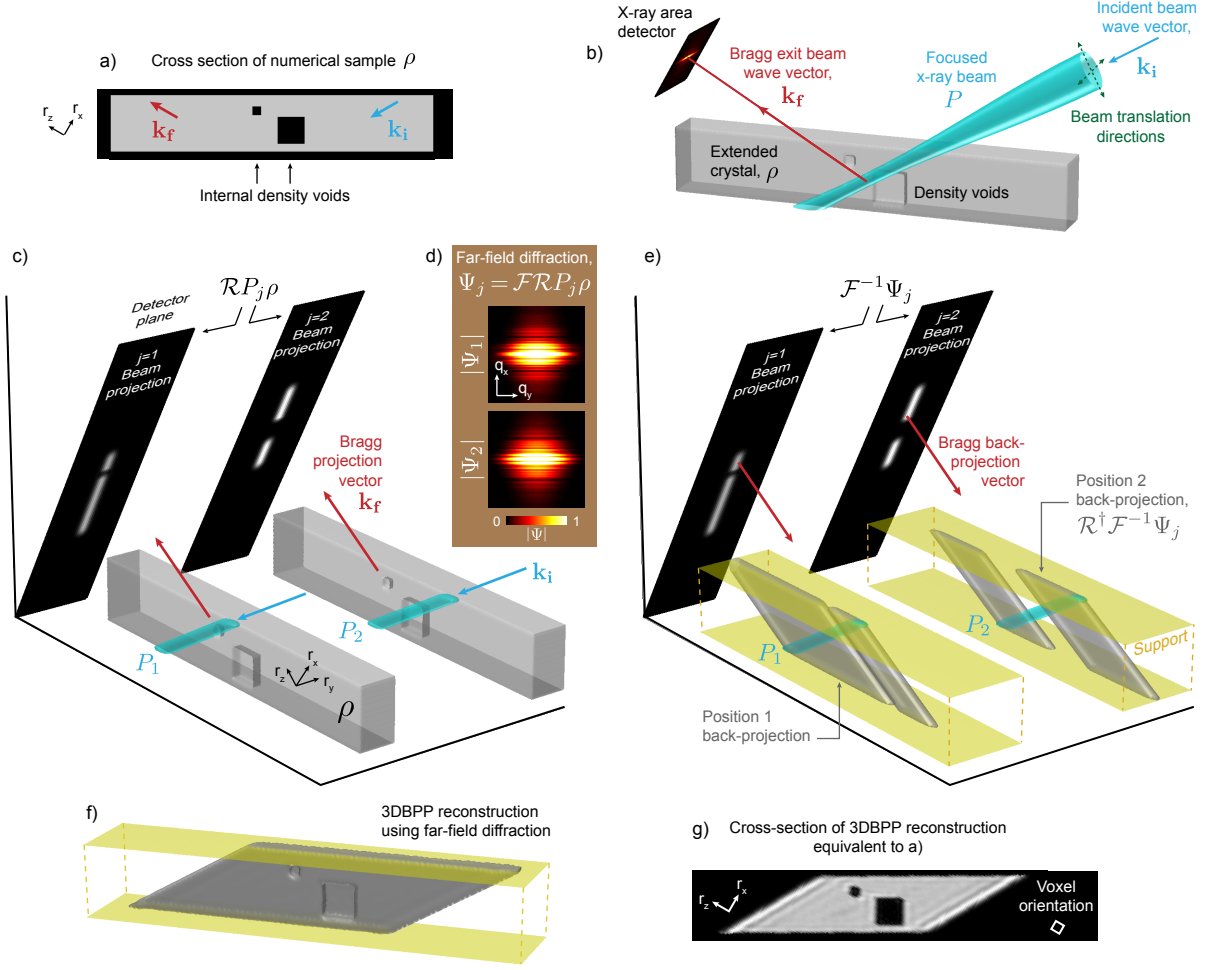 a)
Cross section of numerical sample ρ
r_z
r_x
k_f
k_i
Internal density voids
b)
X-ray area
detector
Bragg exit beam
wave vector,
k_f
Focused
x-ray beam
P
Incident beam
wave vector,
k_i
Beam translation
directions
Extended
crystal, ρ
Density voids
c)
ℛP_jρ
Detector
plane
j=1
Beam
projection
j=2
Beam
projection
Bragg
projection
vector
k_f
k_i
P_1
P_2
r_z
r_x
r_y
ρ
d)
Far-field diffraction,
Ψ_j = ℱℛP_jρ
|Ψ_1|
q_x
q_y
|Ψ_2|
0
1
|Ψ|
e)
ℱ^{-1}Ψ_j
j=1
Beam
projection
j=2
Beam
projection
Bragg back-
projection
vector
Position 2
back-projection,
ℛ^†ℱ^{-1}Ψ_j
P_1
P_2
Support
Position 1
back-projection
f)
3DBPP reconstruction
using far-field diffraction
g)
Cross-section of 3DBPP reconstruction
equivalent to a)
r_z
r_x
Voxel
orientation